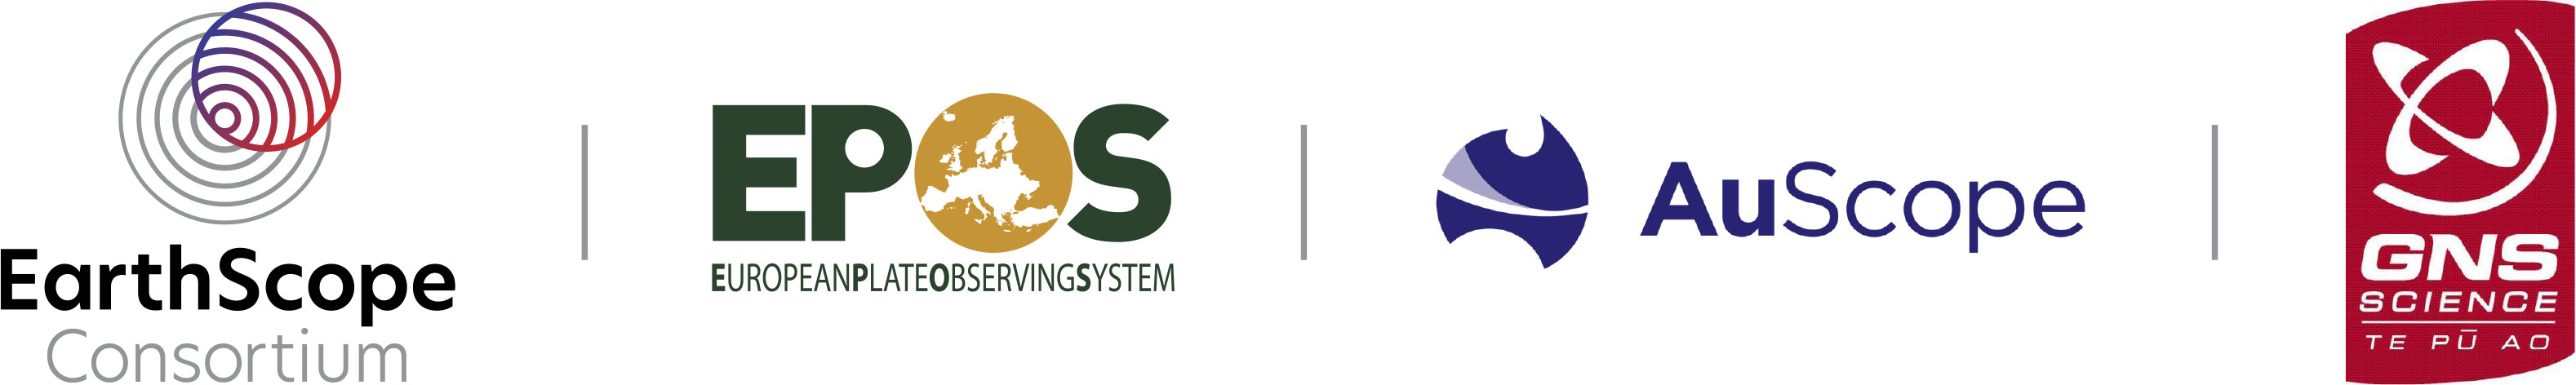 EarthScope
Consortium
EPOS
EUROPEANPLATEOBSERVINGSYSTEM
AuScope
GNS
SCIENCE
TE PŪ AO